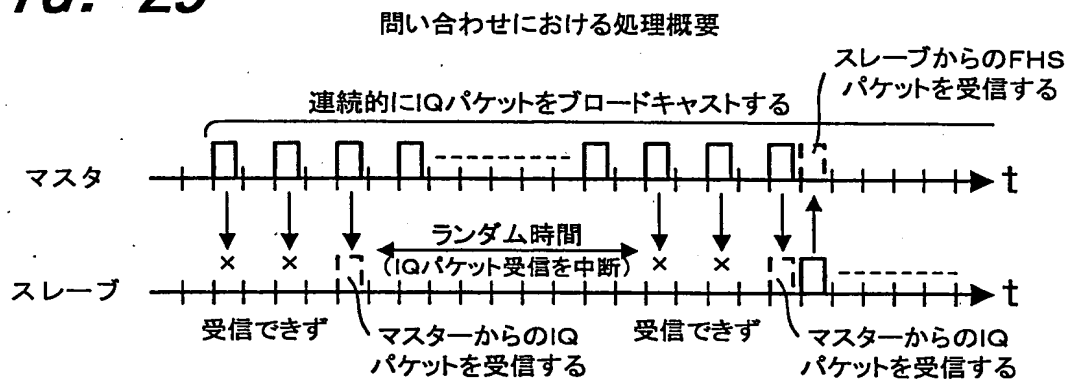 問い合わせにおける処理概要
スレーブからのFHS
パケットを受信する
連続的にIQパケットをブロードキャストする
マスタ
t
ランダム時間
(IQパケット受信を中断)
× × × ×
スレーブ
t
受信できず
マスターからのIQ
パケットを受信する
受信できず
マスターからのIQ
パケットを受信する